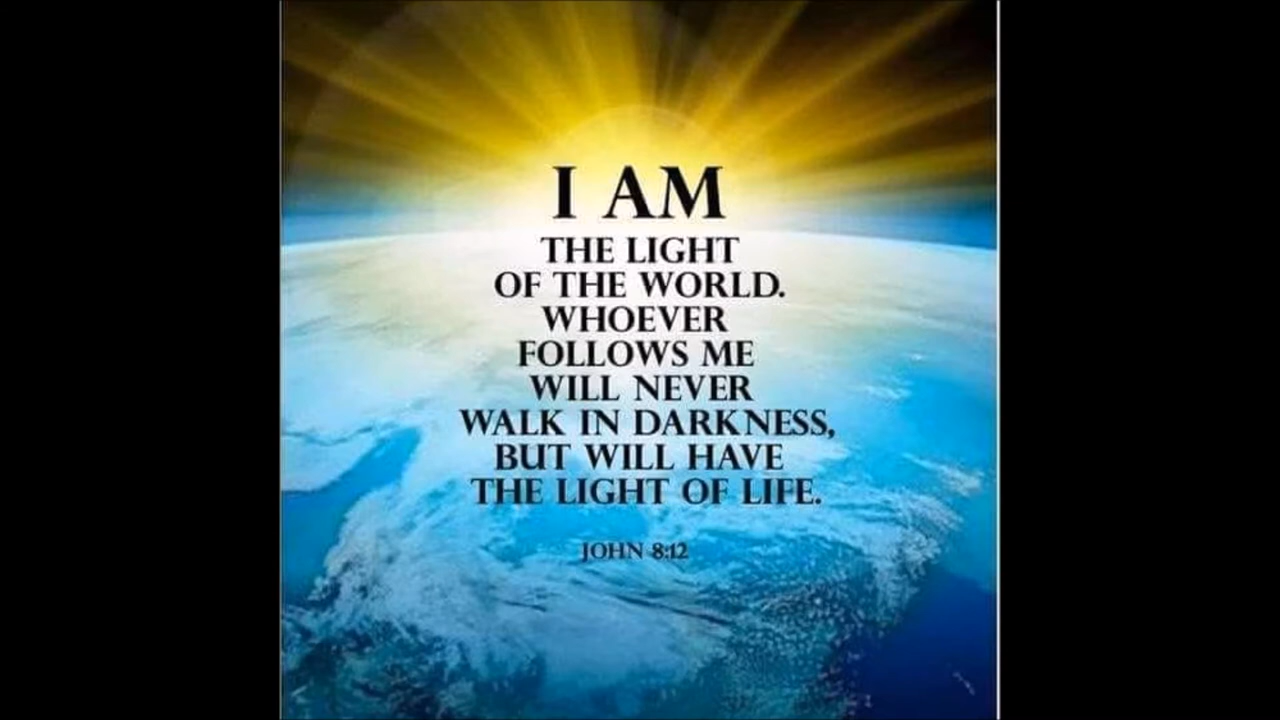 I AM
THE LIGHT
OF THE WORLD.
WHOEVER
FOLLOWS ME
WILL NEVER
WALK IN DARKNESS,
BUT WILL HAVE
THE LIGHT OF LIFE.
JOHN 8:12